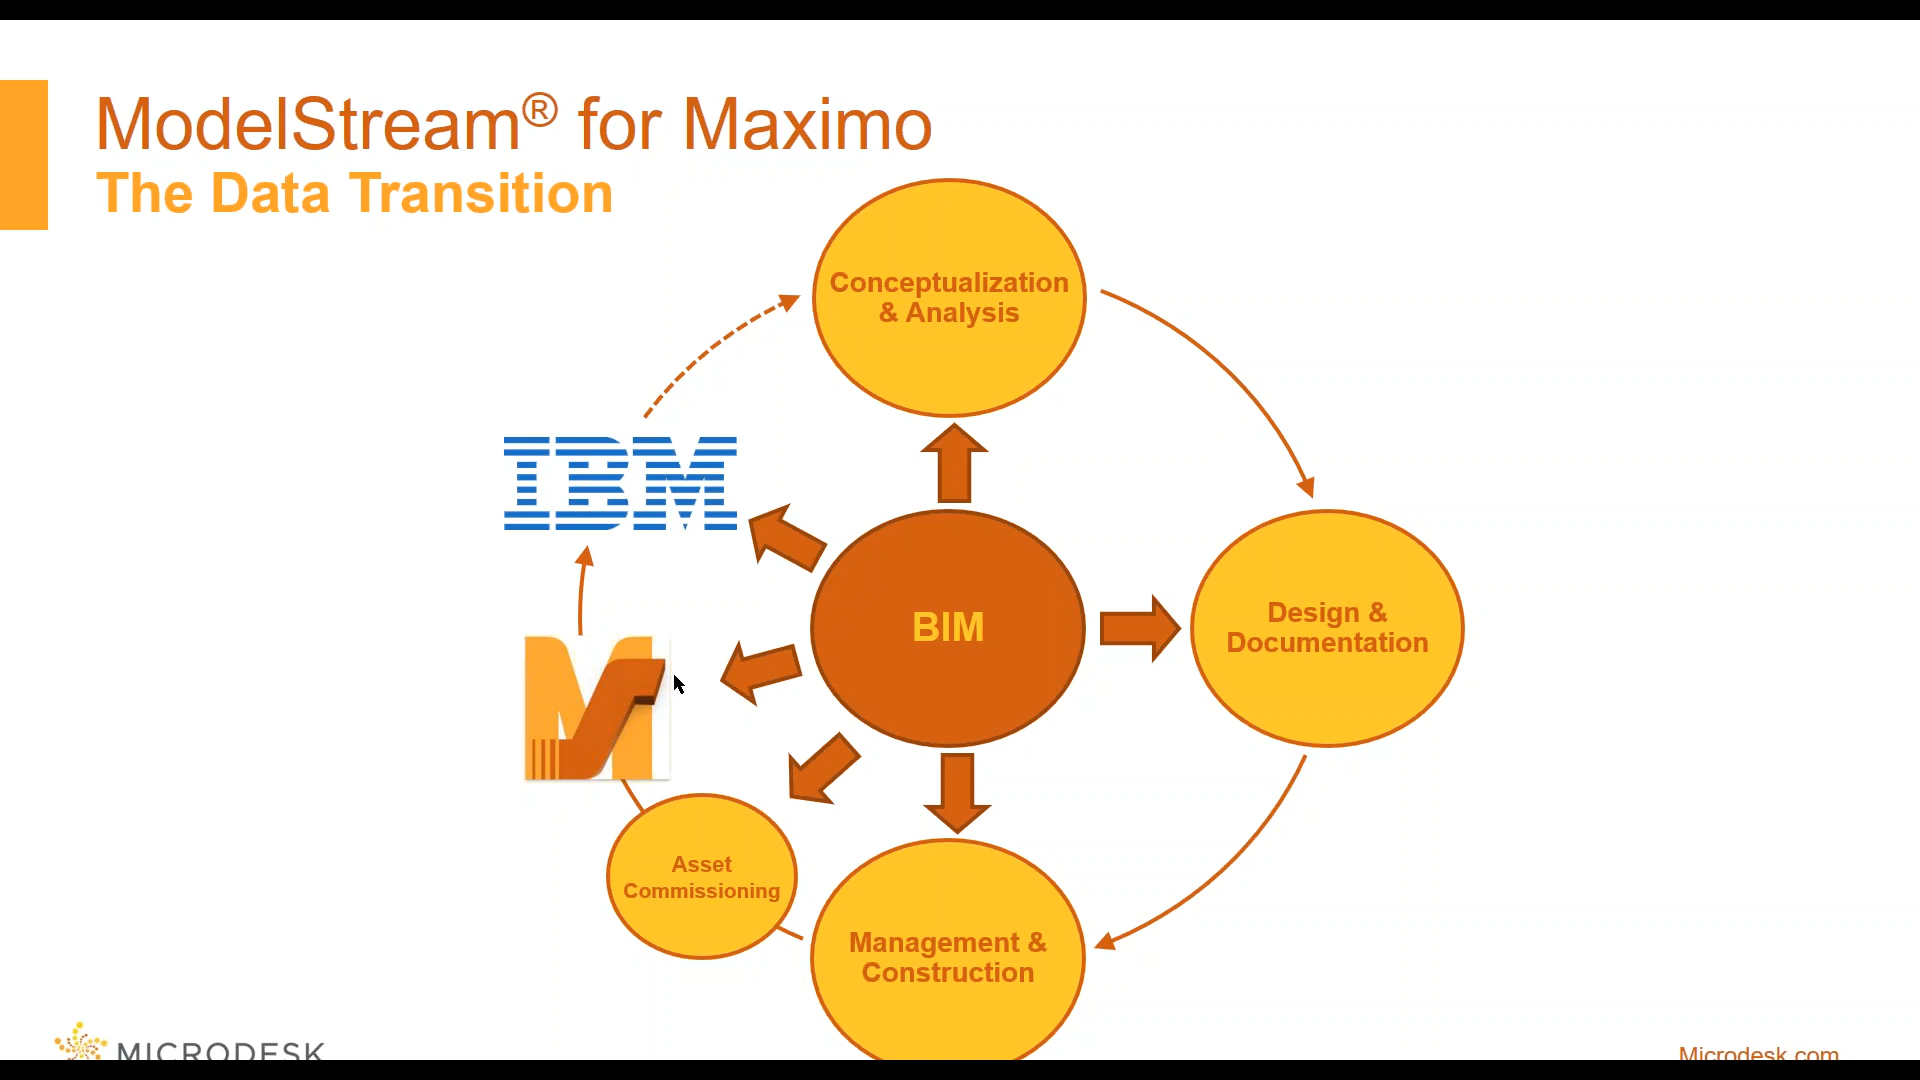 ModelStream® for Maximo
The Data Transition
Conceptualization
& Analysis
IBM
BIM
Design &
Documentation
Asset
Commissioning
Management &
Construction
MICRODESK
Microdesk.com